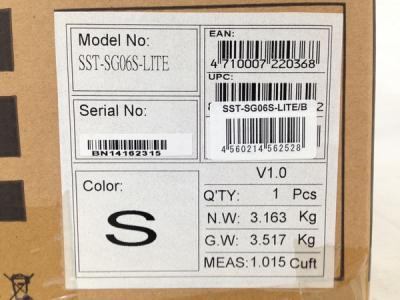 Model No:
SST-SG06S-LITE
EAN:
4 710007 220368
UPC:
SST-SG06S-LITE/B
4 560214 562528
Serial No:
BN14162315
Color:
S
V1.0
Q'TY: 1 Pcs
N.W: 3.163 Kg
G.W: 3.517 Kg
MEAS: 1.015 Cuft